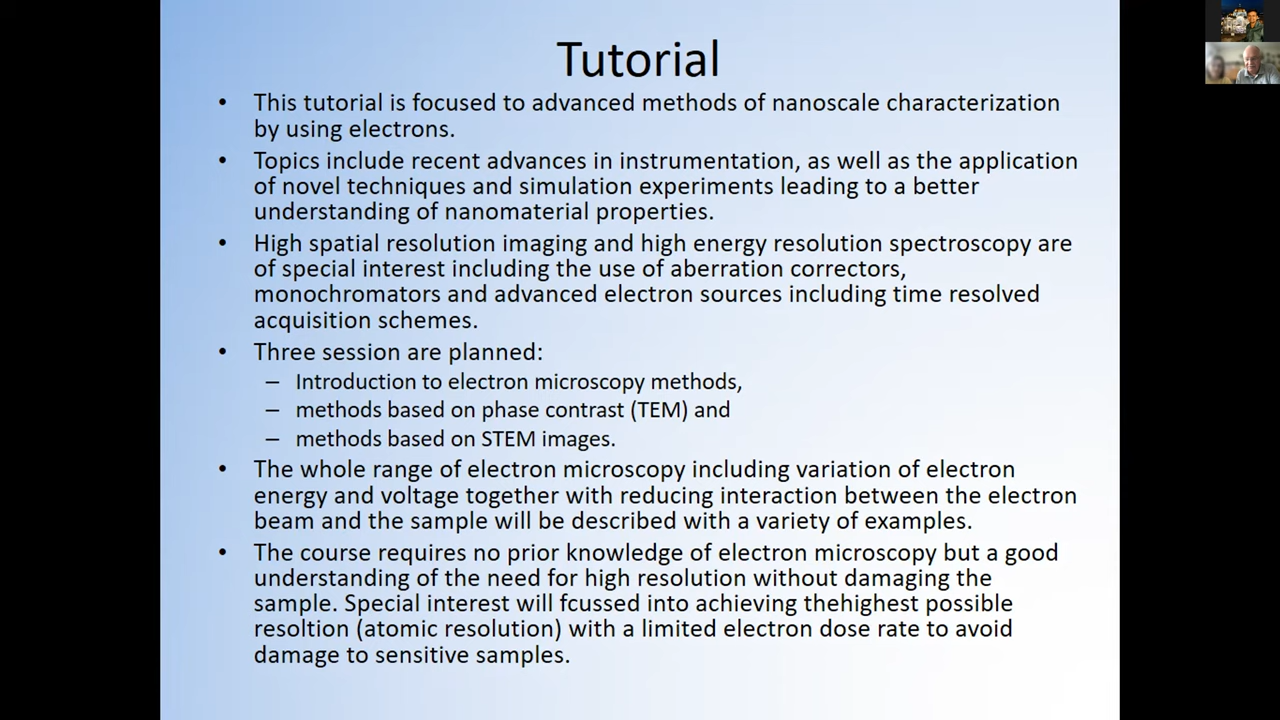 Tutorial
• This tutorial is focused to advanced methods of nanoscale characterization
by using electrons.
• Topics include recent advances in instrumentation, as well as the application
of novel techniques and simulation experiments leading to a better
understanding of nanomaterial properties.
• High spatial resolution imaging and high energy resolution spectroscopy are
of special interest including the use of aberration correctors,
monochromators and advanced electron sources including time resolved
acquisition schemes.
• Three session are planned:
– Introduction to electron microscopy methods,
– methods based on phase contrast (TEM) and
– methods based on STEM images.
• The whole range of electron microscopy including variation of electron
energy and voltage together with reducing interaction between the electron
beam and the sample will be described with a variety of examples.
• The course requires no prior knowledge of electron microscopy but a good
understanding of the need for high resolution without damaging the
sample. Special interest will fcussed into achieving thehighest possible
resoltion (atomic resolution) with a limited electron dose rate to avoid
damage to sensitive samples.